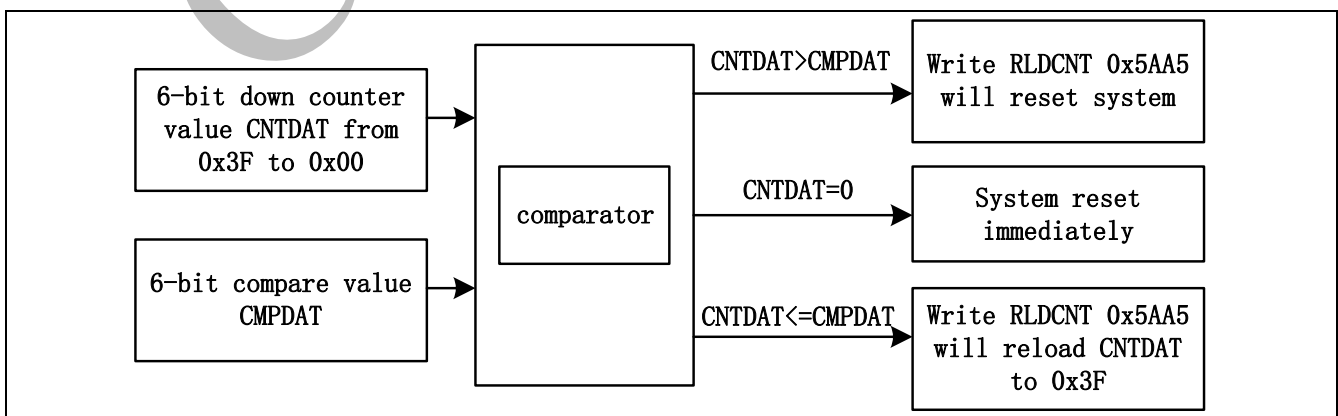 6-bit down counter
value CNTDAT from
0x3F to 0x00
6-bit compare value
CMPDAT
comparator
CNTDAT>CMPDAT
Write RLDCNT 0x5AA5
will reset system
CNTDAT=0
System reset
immediately
CNTDAT<=CMPDAT
Write RLDCNT 0x5AA5
will reload CNTDAT
to 0x3F